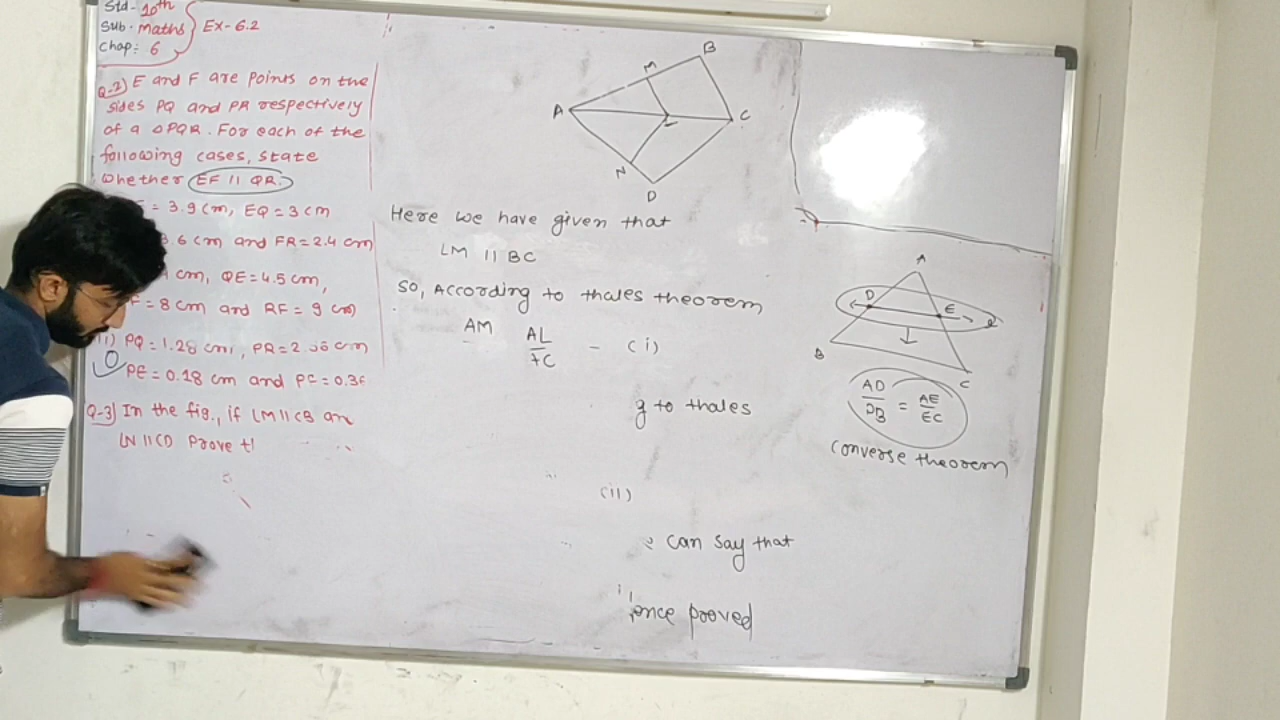 Std- 10th
Sub- maths
Chap: 6
Ex-6.2
Q-2) E and F are points on the
sides PQ and PR respectively
of a △PQR. For each of the
following cases, state
whether EF || QR.
= 3.9 cm, EQ = 3 cm
3.6 cm and FR = 2.4 cm
cm, QE = 4.5 cm,
= 8 cm and RF = 9 cm
PQ = 1.28 cm, PR = 2.56 cm
PE = 0.18 cm and PF = 0.36
Q-3) In the fig., if LM || CB an
LN || CD Prove t
A
M
B
C
L
N
D
Here we have given that
LM || BC
So, According to thales theorem
AM AL
LC - (i)
g to thales
(ii)
can say that
ence proved
A
D
E
B
C
AD/DB = AE/EC
converse theorem